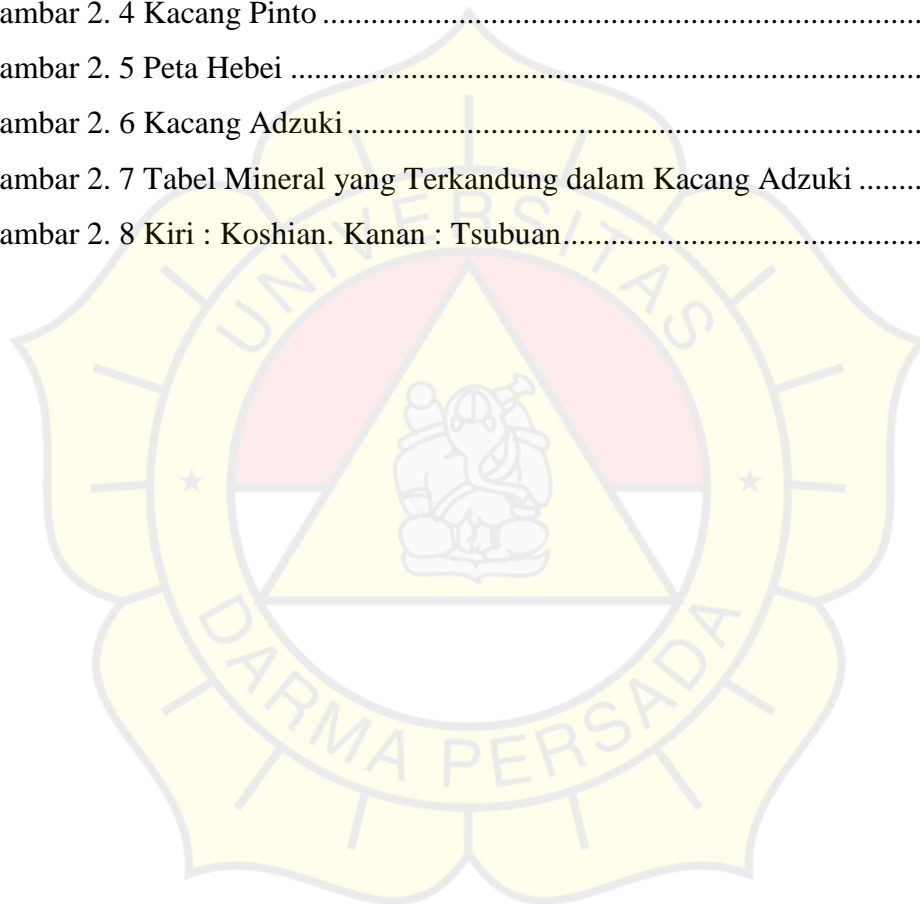 ambar 2. 4 Kacang Pinto ........................................................................................................
ambar 2. 5 Peta Hebei ..............................................................................................................
ambar 2. 6 Kacang Adzuki ....................................................................................................
ambar 2. 7 Tabel Mineral yang Terkandung dalam Kacang Adzuki ........
ambar 2. 8 Kiri : Koshian. Kanan : Tsubuan..............................................................
UNIVERSITAS
DARMA PERSADA